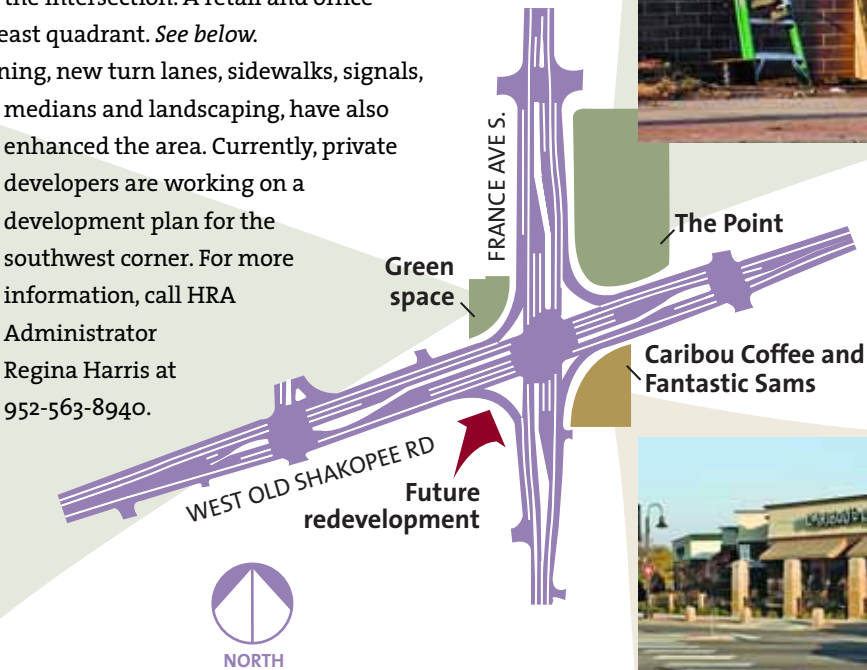 the intersection. A retail and office
east quadrant. See below.
ning, new turn lanes, sidewalks, signals,
medians and landscaping, have also
enhanced the area. Currently, private
developers are working on a
development plan for the
southwest corner. For more
information, call HRA
Administrator
Regina Harris at
952-563-8940.
FRANCE AVE S.
The Point
Green
space
Caribou Coffee and
Fantastic Sams
WEST OLD SHAKOPEE RD
Future
redevelopment
NORTH